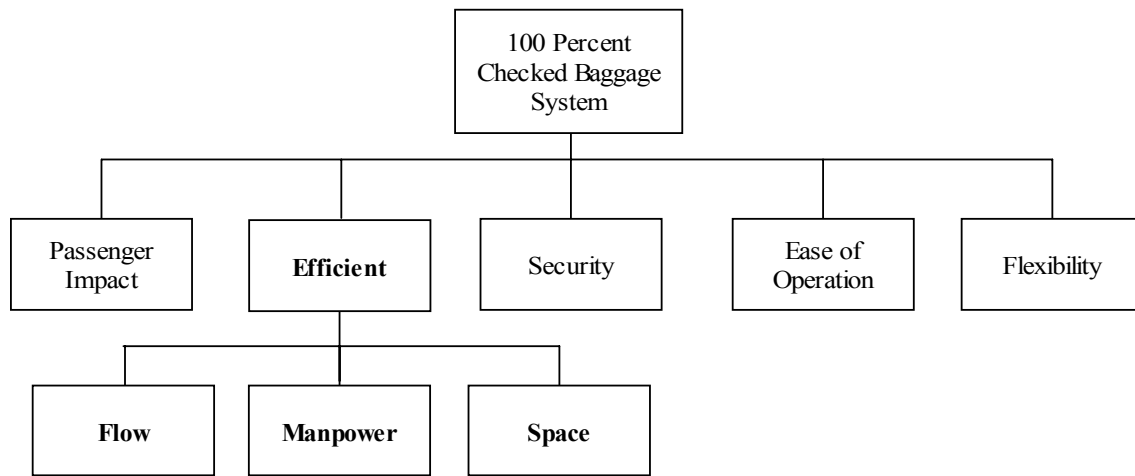 100 Percent
Checked Baggage
System
Passenger
Impact
Efficient
Security
Ease of
Operation
Flexibility
Flow
Manpower
Space